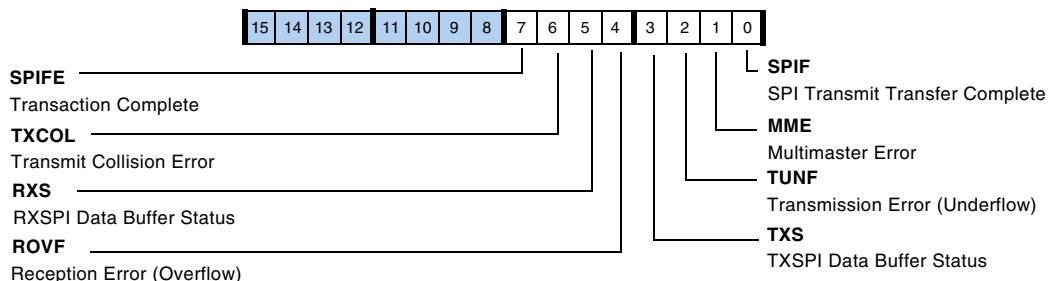 15 14 13 12 11 10 9 8 7 6 5 4 3 2 1 0
SPIFE
Transaction Complete
TXCOL
Transmit Collision Error
RXS
RXSPI Data Buffer Status
ROVF
Reception Error (Overflow)
SPIF
SPI Transmit Transfer Complete
MME
Multimaster Error
TUNF
Transmission Error (Underflow)
TXS
TXSPI Data Buffer Status